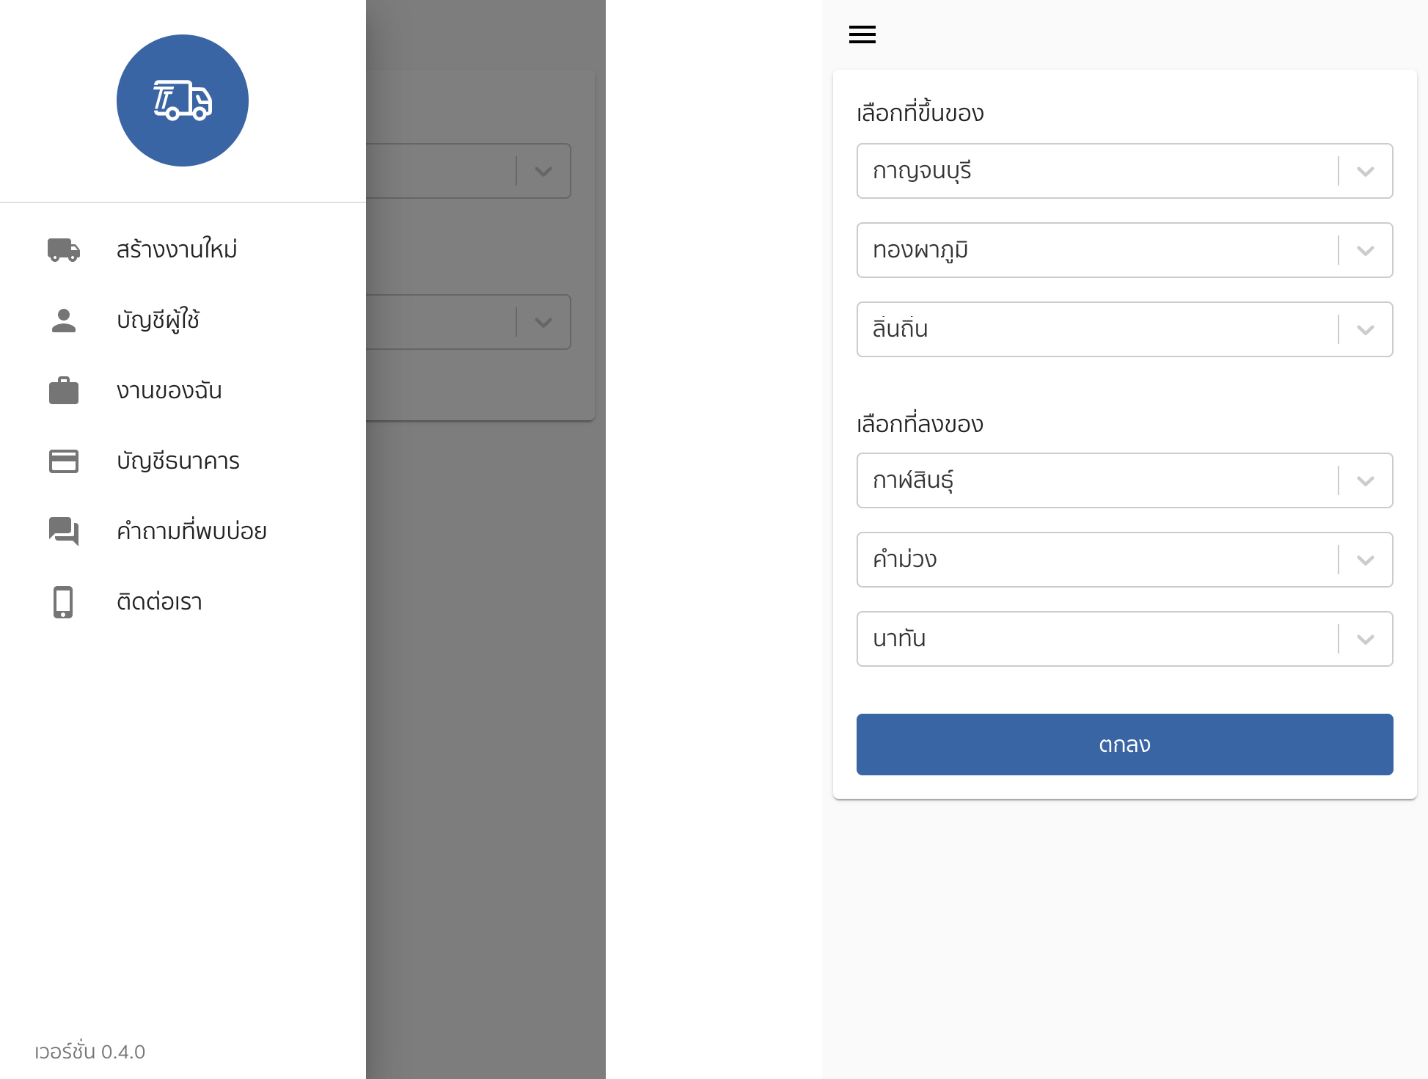 สร้างงานใหม่
บัญชีผู้ใช้
งานของฉัน
บัญชีธนาคาร
คำถามที่พบบ่อย
ติดต่อเรา
เวอร์ชั่น 0.4.0
เลือกที่ขึ้นของ
กาญจนบุรี
ทองผาภูมิ
ลิ่นถิ่น
เลือกที่ลงของ
กาฬสินธุ์
คำม่วง
นาทัน
ตกลง